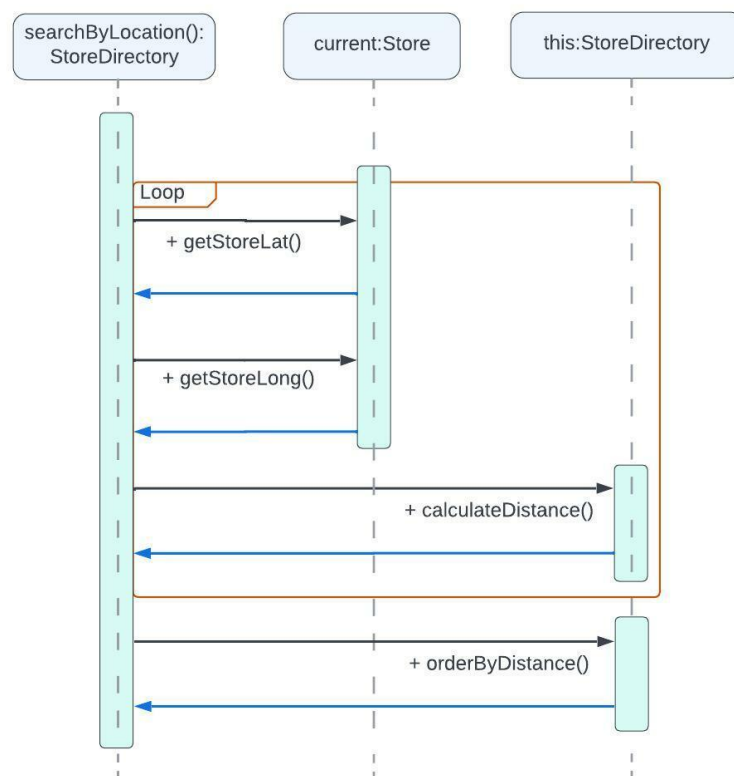 searchByLocation():
StoreDirectory
current:Store
this:StoreDirectory
Loop
+ getStoreLat()
+ getStoreLong()
+ calculateDistance()
+ orderByDistance()